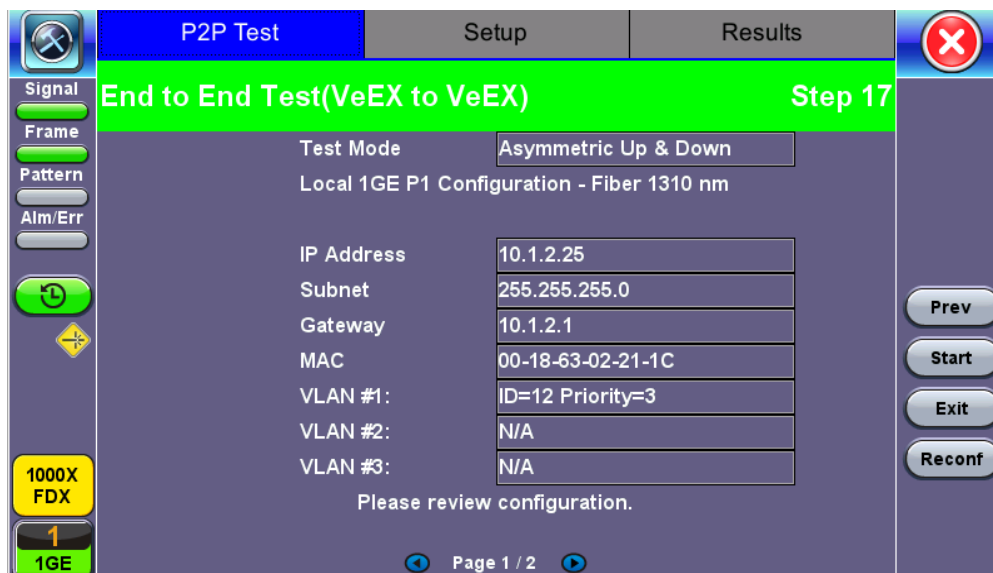 P2P Test
Setup
Results
Signal
Frame
Pattern
Alm/Err
End to End Test(VeEX to VeEX) Step 17
Test Mode Asymmetric Up & Down
Local 1GE P1 Configuration - Fiber 1310 nm
IP Address 10.1.2.25
Subnet 255.255.255.0
Gateway 10.1.2.1
MAC 00-18-63-02-21-1C
VLAN #1: ID=12 Priority=3
VLAN #2: N/A
VLAN #3: N/A
Please review configuration.
Page 1 / 2
Prev
Start
Exit
Reconf
1000X
FDX
1
1GE